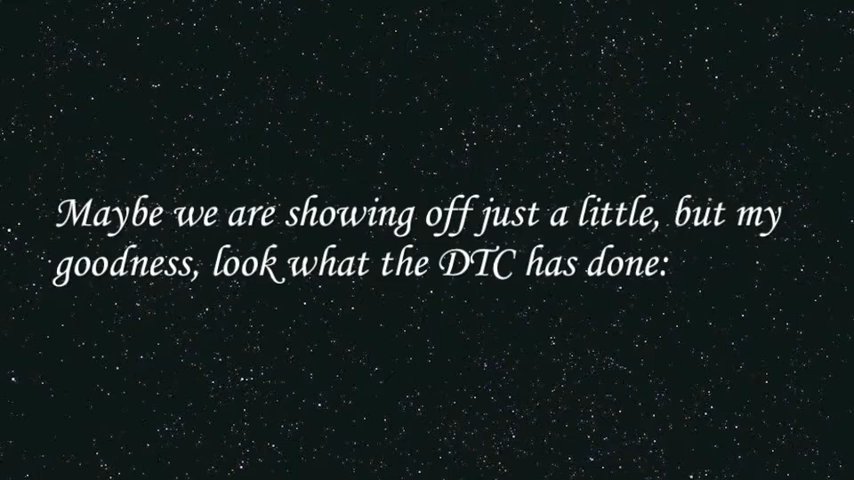 Maybe we are showing off just a little, but my
goodness, look what the DTC has done: